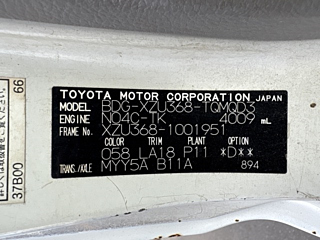 TOYOTA MOTOR CORPORATION JAPAN
MODEL BDG-XZU368-TQMQD3
ENGINE N04C-TK 4009 mL
FRAME No. XZU368-1001951
COLOR TRIM PLANT OPTION
058 LA18 P11 *D**
TRANS./AXLE MYY5A B11A
894
37B00 66